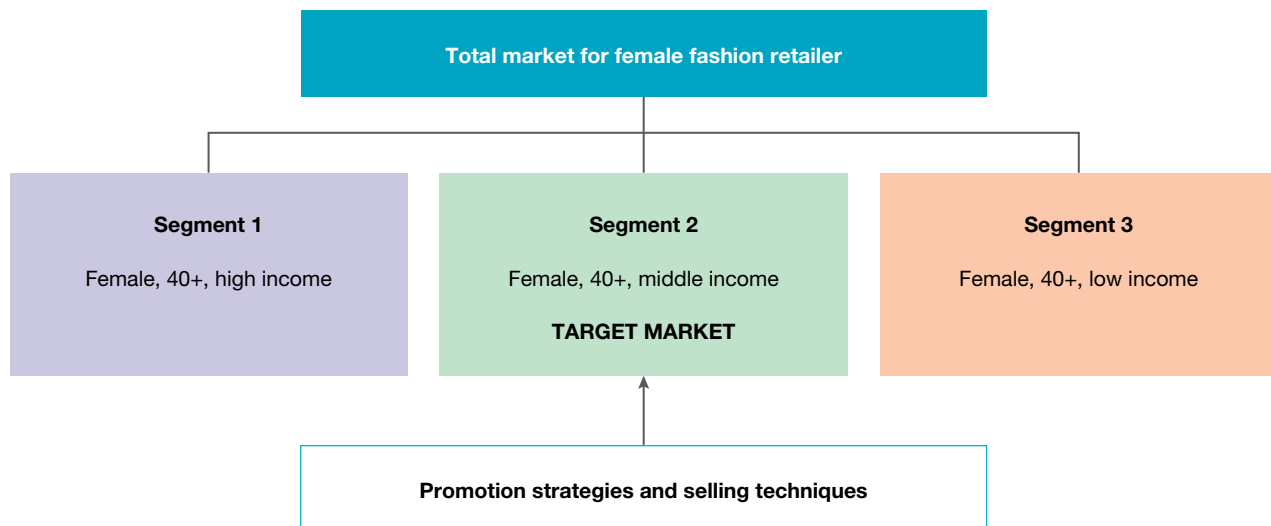 Total market for female fashion retailer
Segment 1
Female, 40+, high income
Segment 2
Female, 40+, middle income
TARGET MARKET
Segment 3
Female, 40+, low income
Promotion strategies and selling techniques